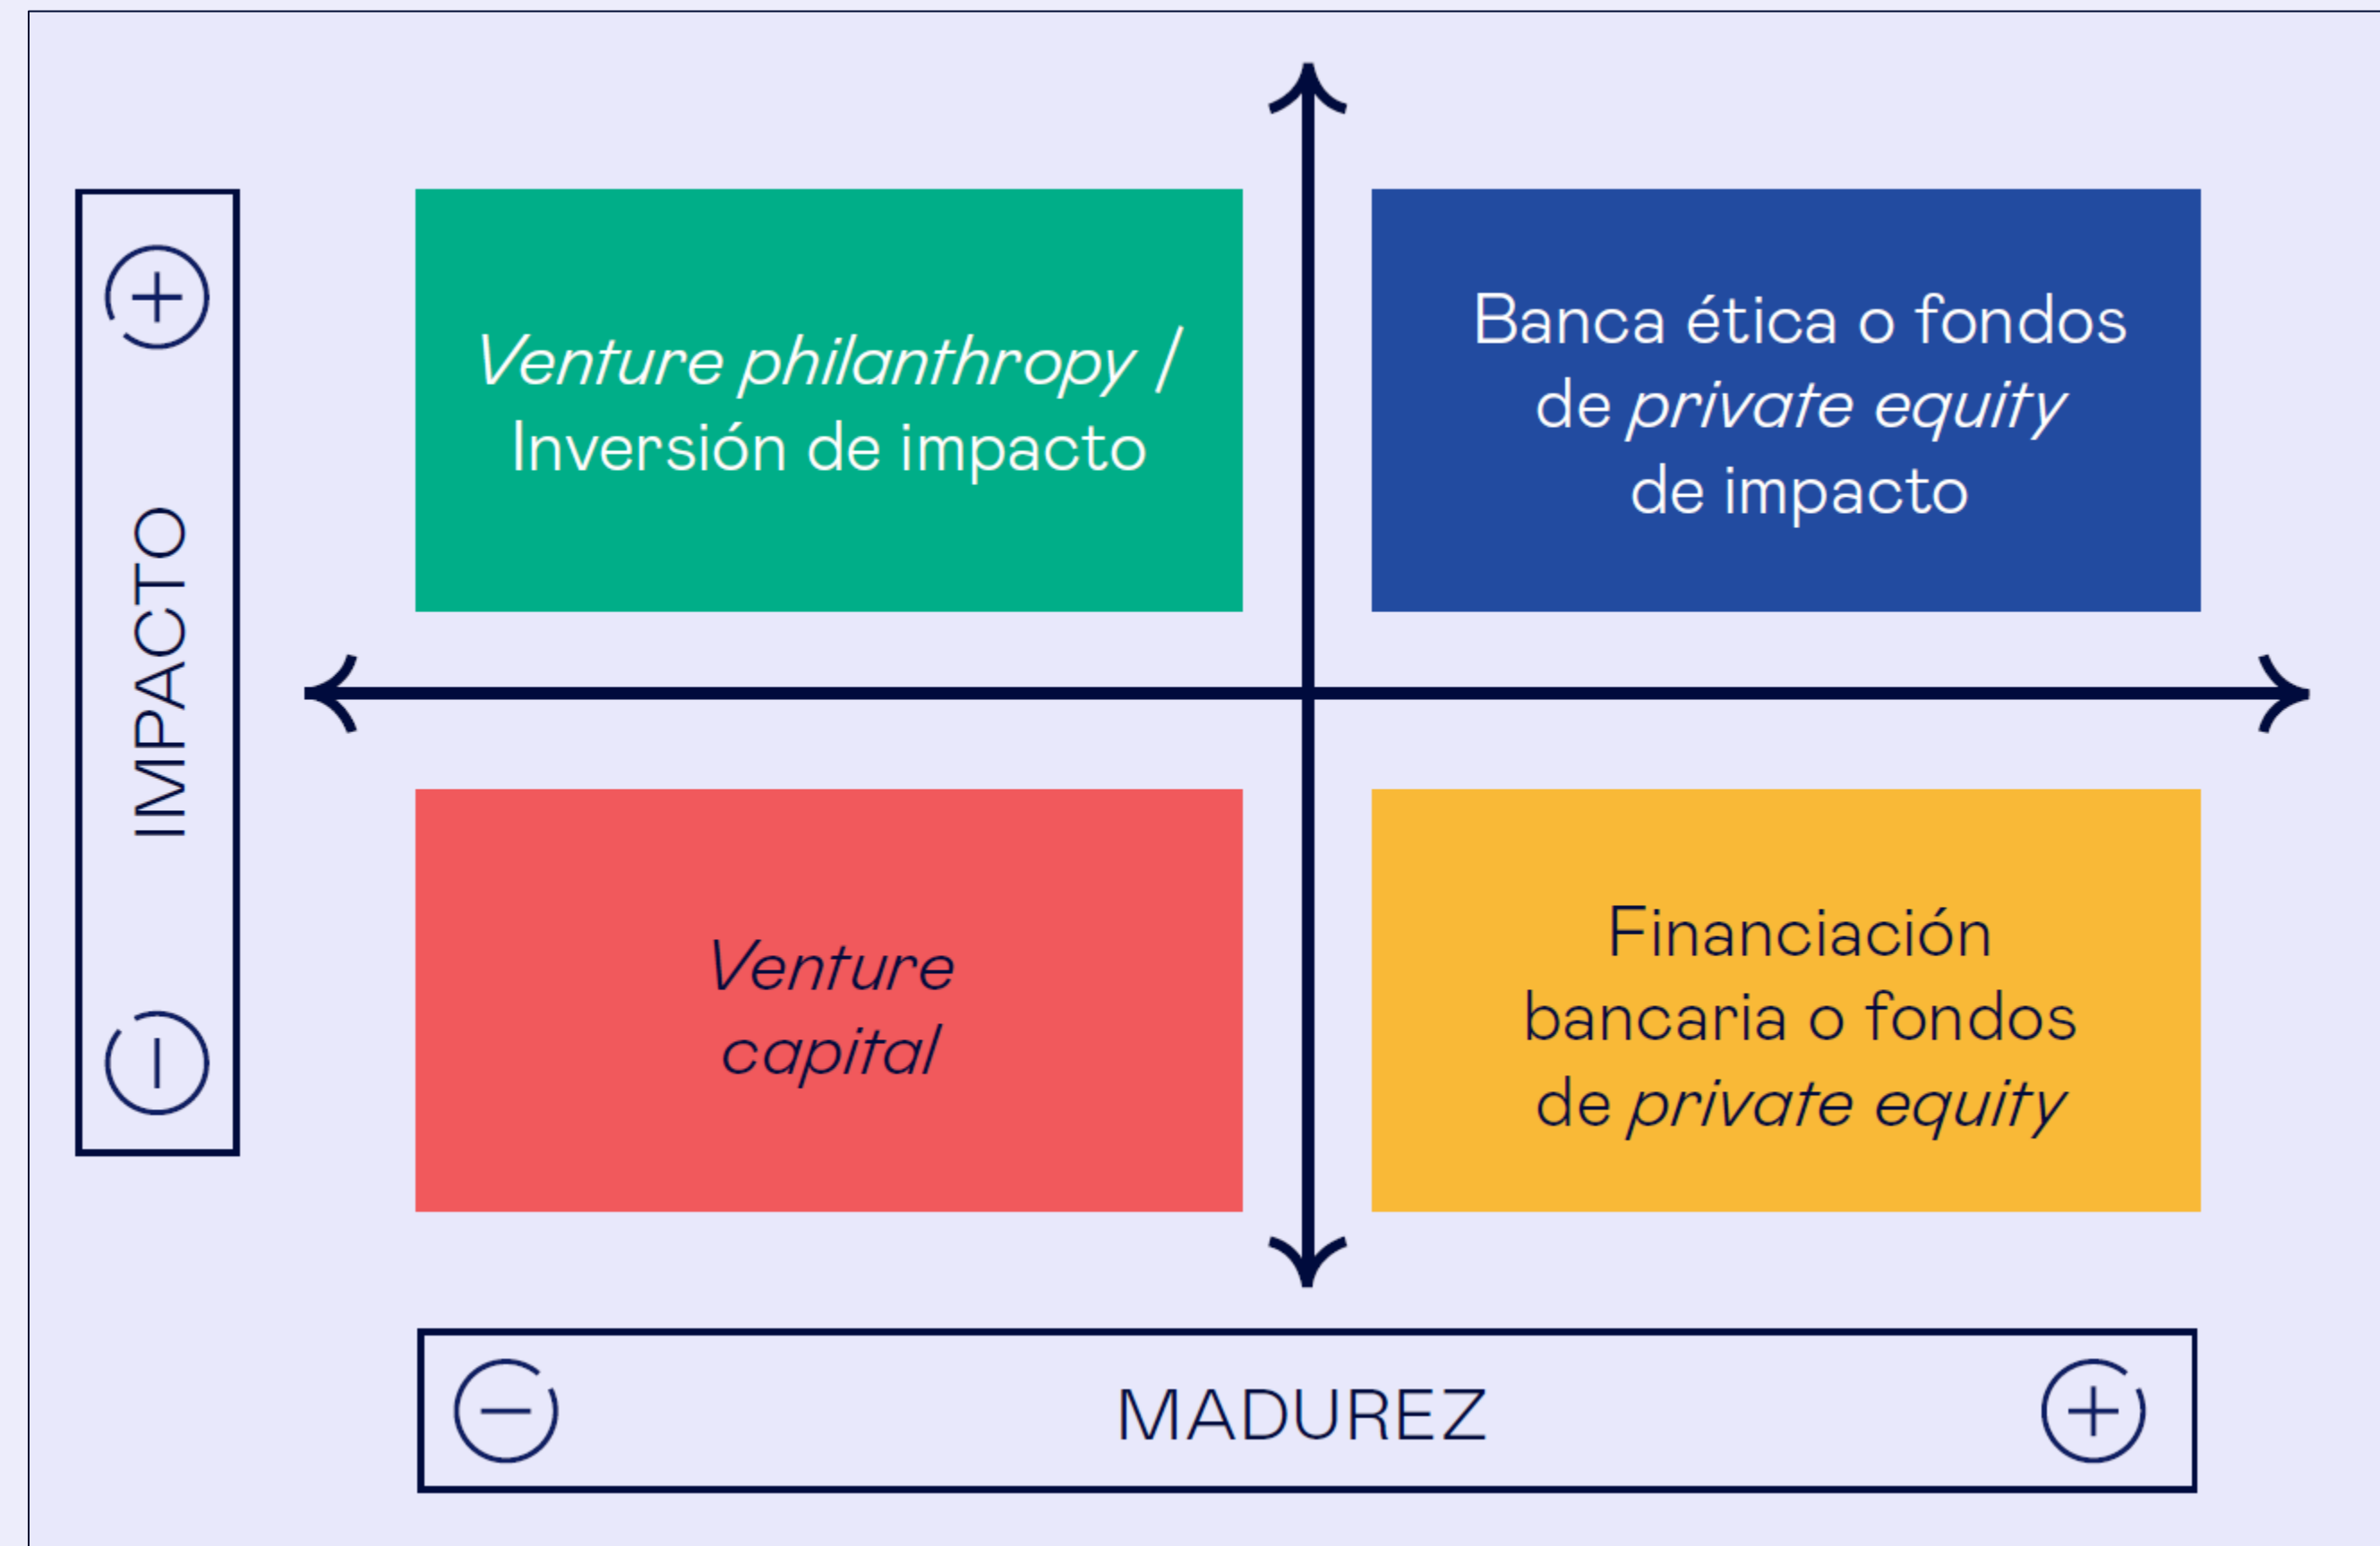 IMPACTO
Venture philanthropy /
Inversión de impacto
Banca ética o fondos
de private equity
de impacto
Venture
capital
Financiación
bancaria o fondos
de private equity
MADUREZ